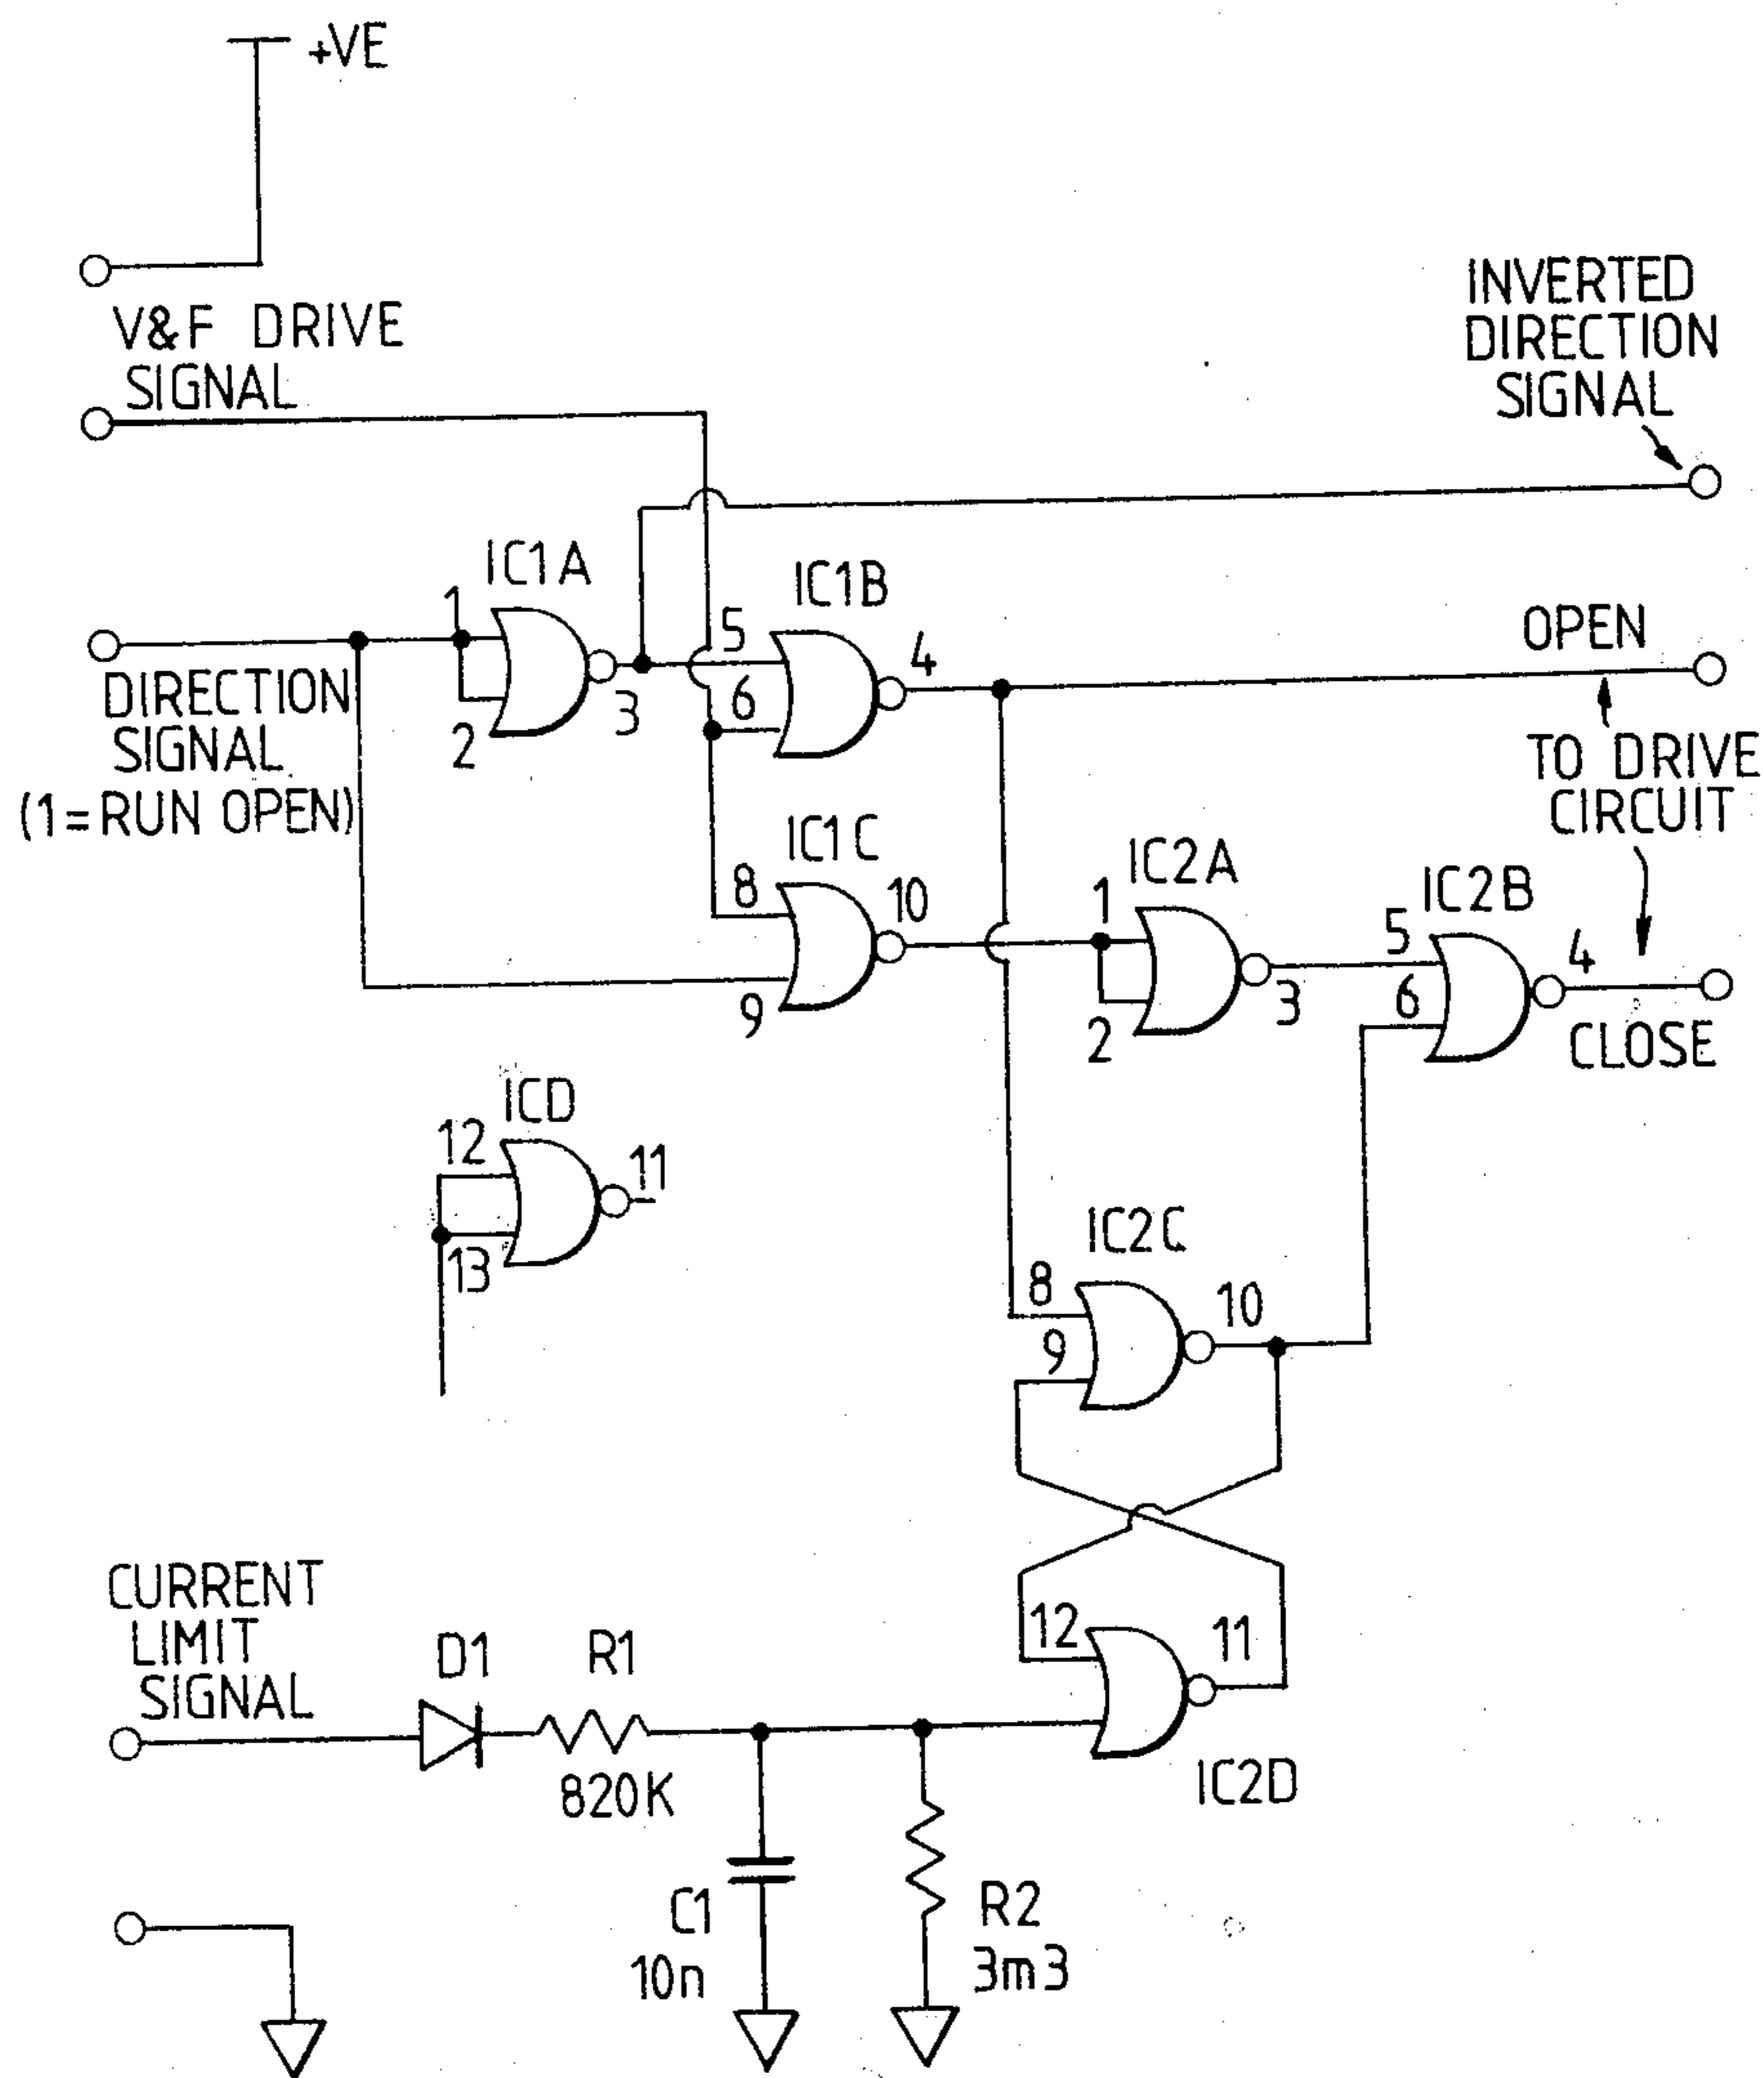 +VE
V&F DRIVE
SIGNAL
INVERTED
DIRECTION
SIGNAL
IC1A
1
2
3
IC1B
5
6
4
OPEN
DIRECTION
SIGNAL
(1=RUN OPEN)
TO DRIVE
CIRCUIT
IC1C
8
9
10
IC2A
1
2
3
IC2B
5
6
4
CLOSE
ICD
12
13
11
IC2C
8
9
10
CURRENT
LIMIT
SIGNAL
D1
R1
820K
12
11
IC2D
C1
10n
R2
3m3